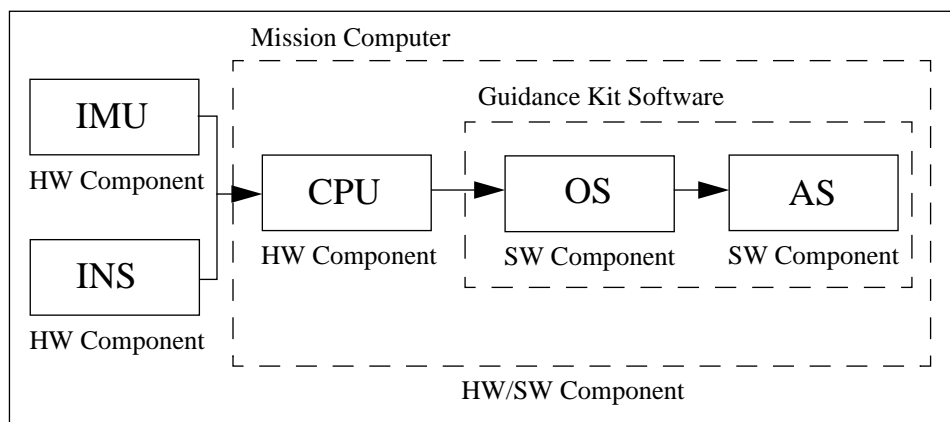 Mission Computer
Guidance Kit Software
IMU
HW Component
INS
HW Component
CPU
HW Component
OS
SW Component
AS
SW Component
HW/SW Component